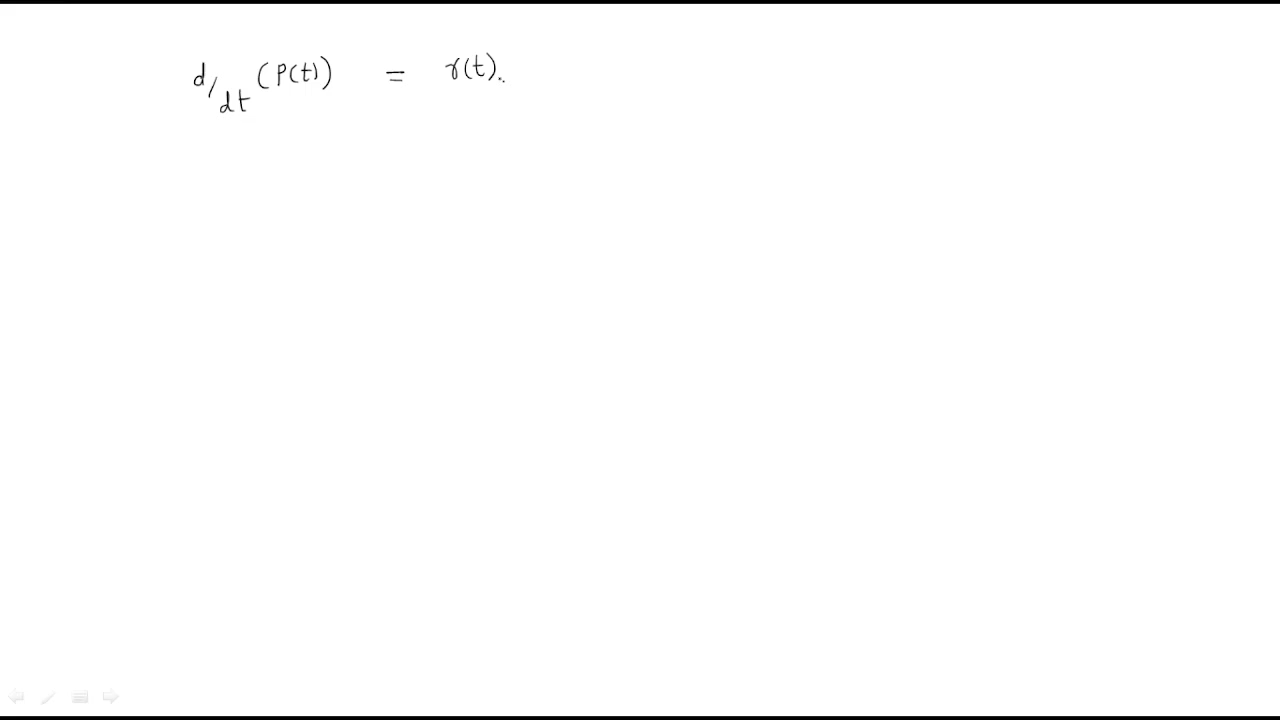 d/dt (P(t)) = r(t).